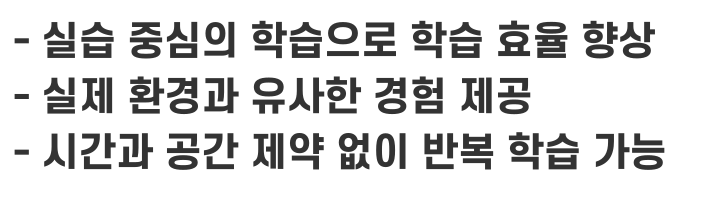 - 실습 중심의 학습으로 학습 효율 향상
- 실제 환경과 유사한 경험 제공
- 시간과 공간 제약 없이 반복 학습 가능